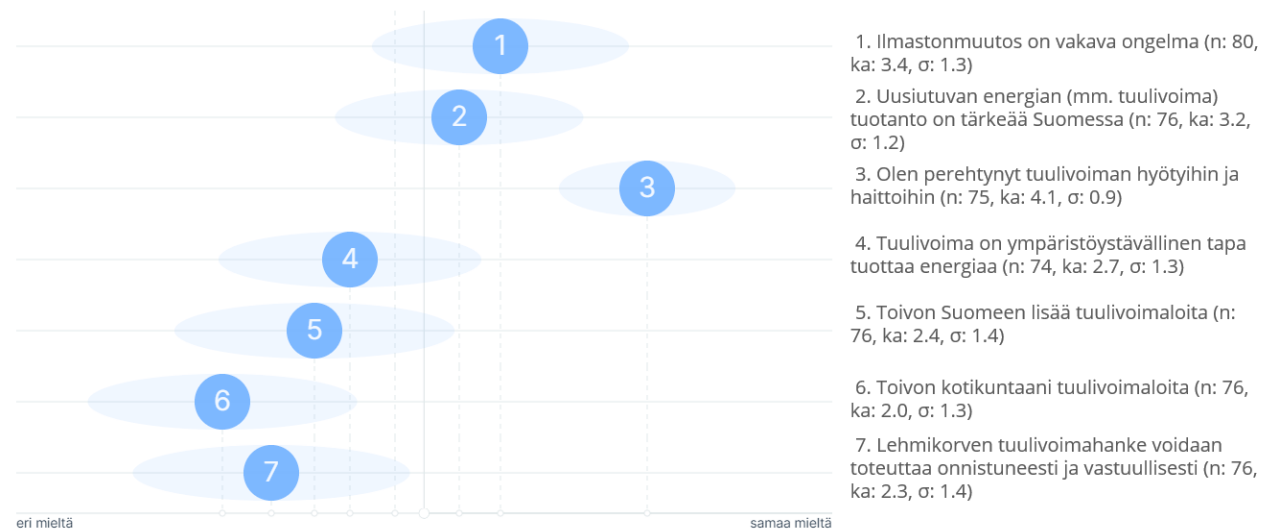 1
2
3
4
5
6
7
eri mieltä
samaa mieltä
1. Ilmastonmuutos on vakava ongelma (n: 80,
ka: 3.4, σ: 1.3)
2. Uusiutuvan energian (mm. tuulivoima)
tuotanto on tärkeää Suomessa (n: 76, ka: 3.2,
σ: 1.2)
3. Olen perehtynyt tuulivoiman hyötyihin ja
haittoihin (n: 75, ka: 4.1, σ: 0.9)
4. Tuulivoima on ympäristöystävällinen tapa
tuottaa energiaa (n: 74, ka: 2.7, σ: 1.3)
5. Toivon Suomeen lisää tuulivoimaloita (n:
76, ka: 2.4, σ: 1.4)
6. Toivon kotikuntaani tuulivoimaloita (n: 76,
ka: 2.0, σ: 1.3)
7. Lehmikorven tuulivoimahanke voidaan
toteuttaa onnistuneesti ja vastuullisesti (n: 76,
ka: 2.3, σ: 1.4)